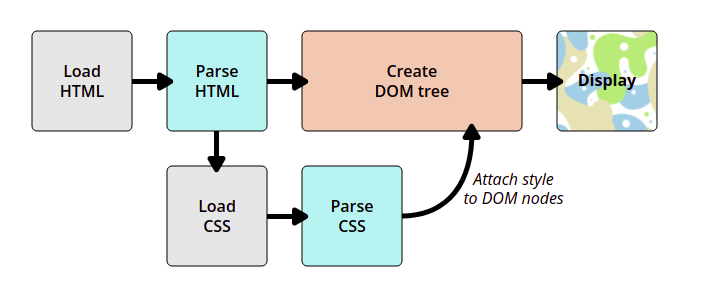 Load
HTML
Parse
HTML
Create
DOM tree
Display
Load
CSS
Parse
CSS
Attach style
to DOM nodes